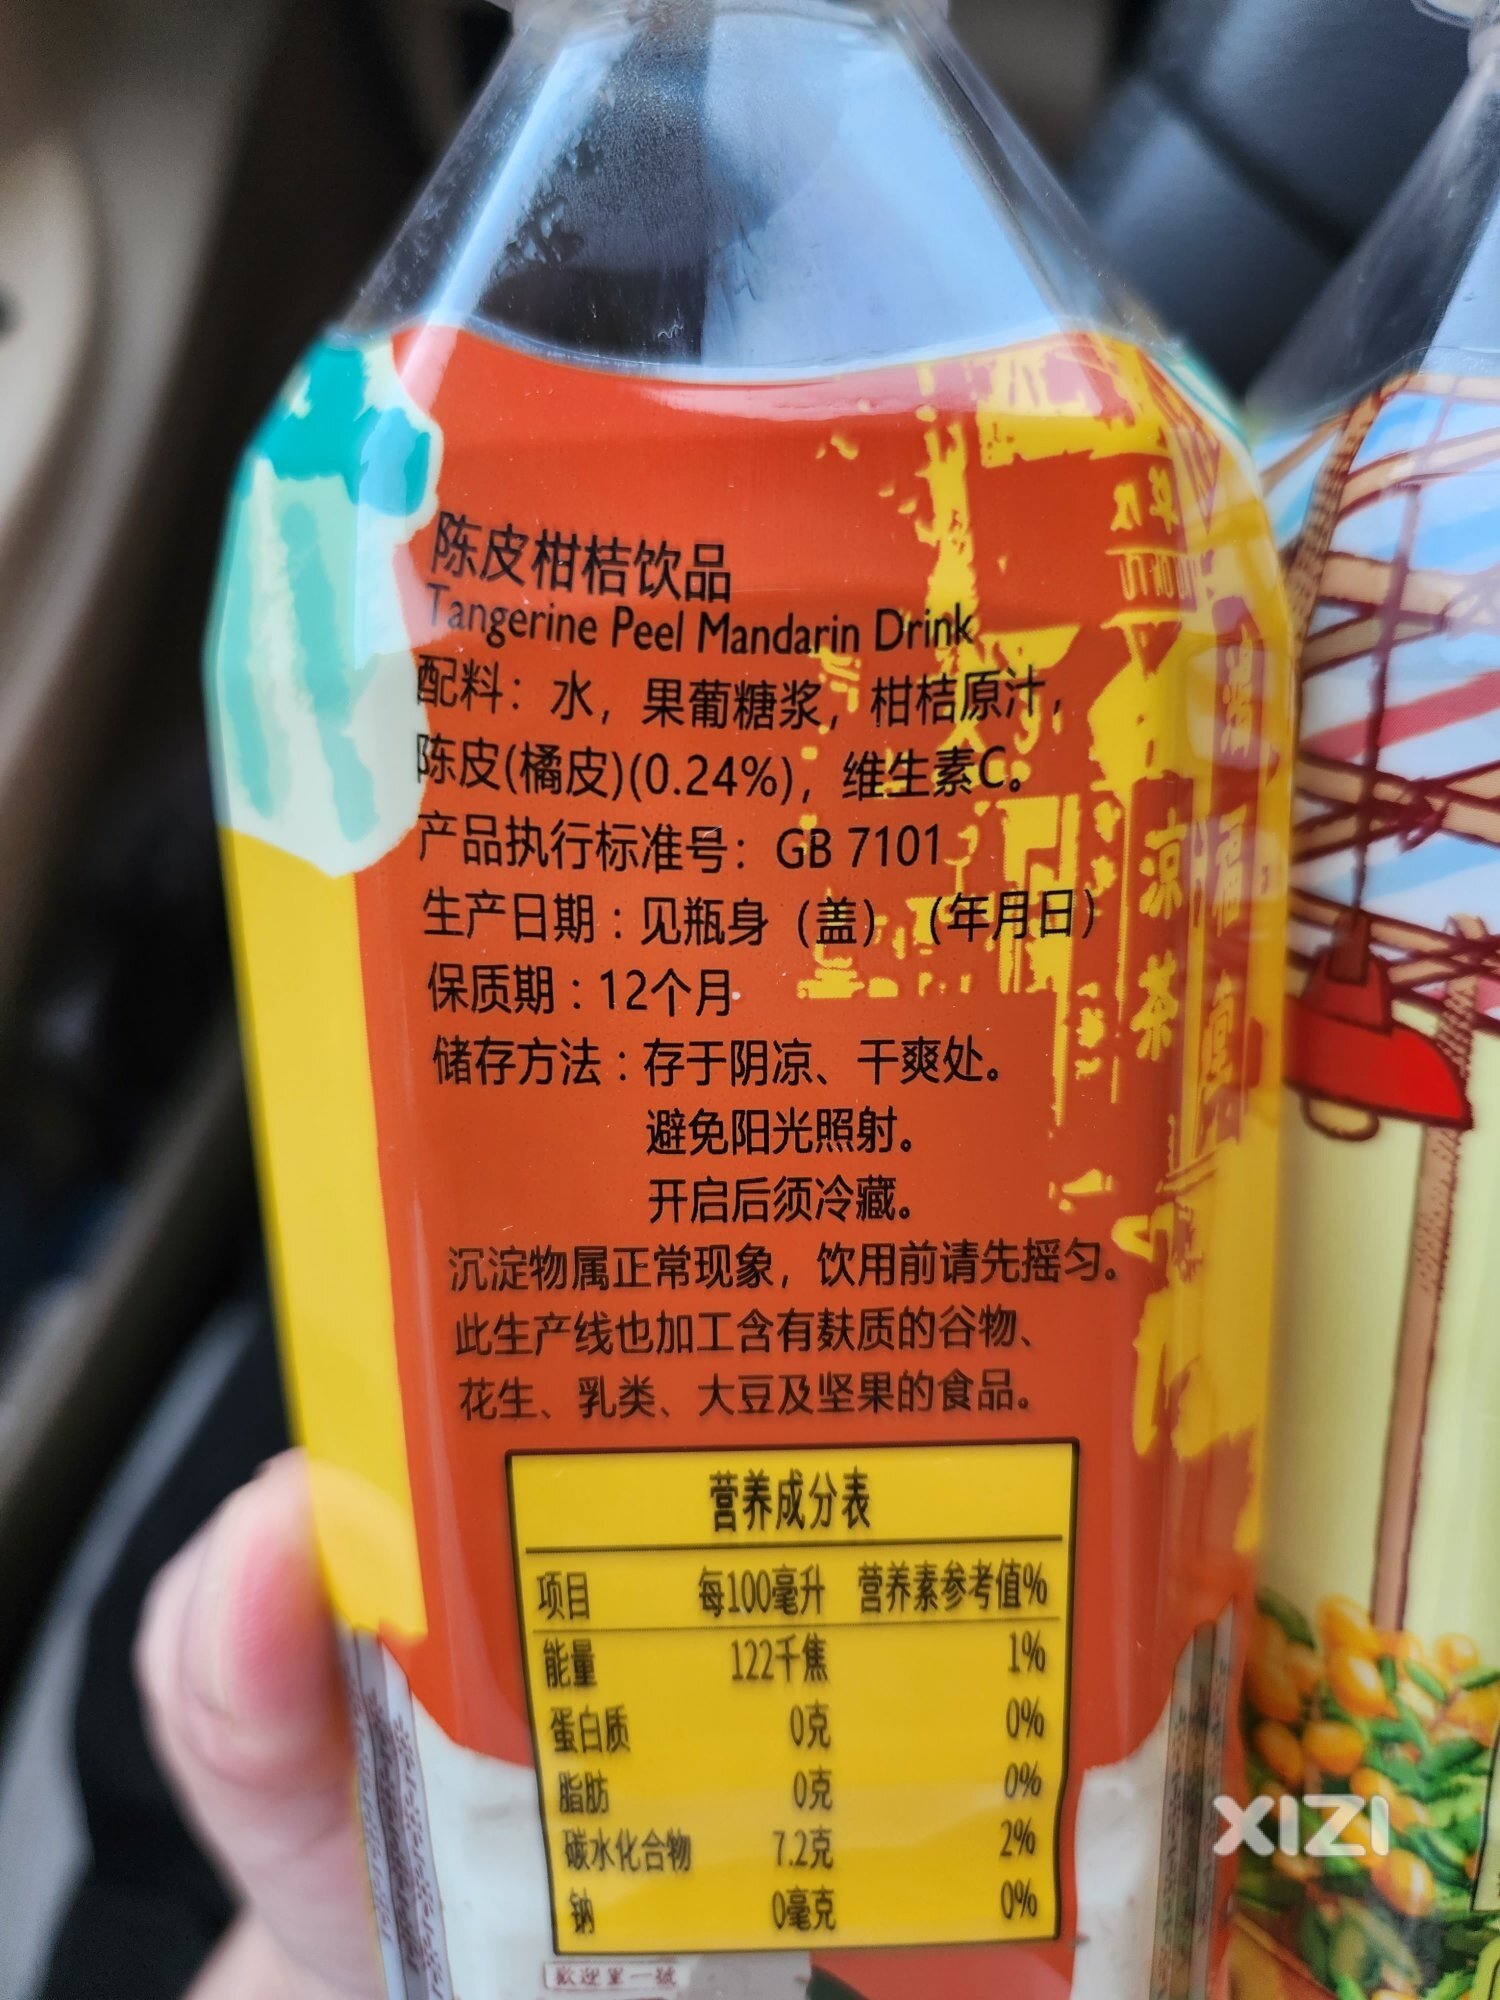 陈皮柑桔饮品
Tangerine Peel Mandarin Drink
配料：水，果葡糖浆，柑桔原汁，
陈皮(橘皮)(0.24%)，维生素C。
产品执行标准号：GB 7101
生产日期：见瓶身（盖）（年月日）
保质期：12个月
储存方法：存于阴凉、干爽处。
避免阳光照射。
开启后须冷藏。
沉淀物属正常现象，饮用前请先摇匀。
此生产线也加工含有麸质的谷物、
花生、乳类、大豆及坚果的食品。
营养成分表
项目 每100毫升 营养素参考值%
能量 122千焦 1%
蛋白质 0克 0%
脂肪 0克 0%
碳水化合物 7.2克 2%
钠 0毫克 0%
歡迎里一號
凉茶
XIZI